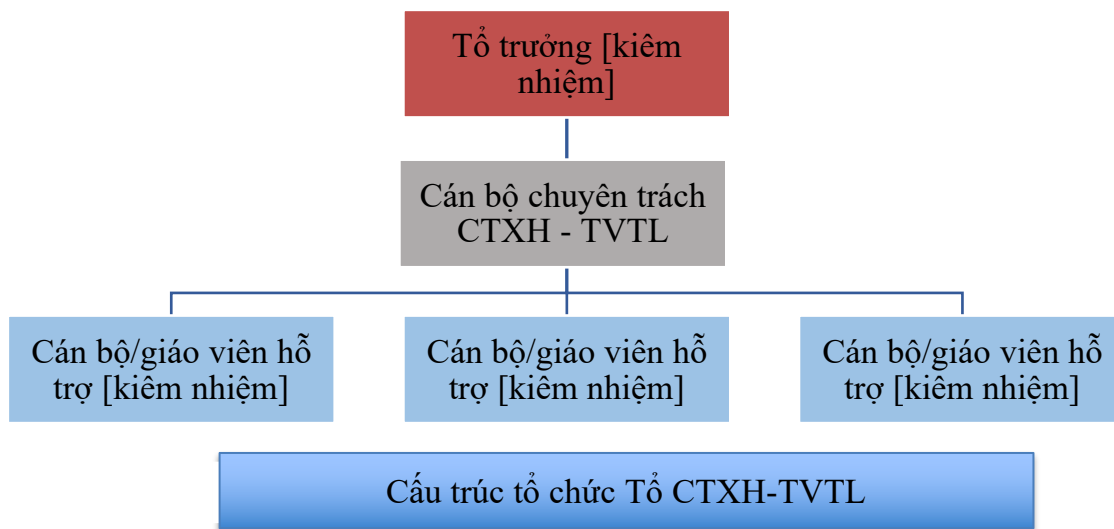 Tổ trưởng [kiêm
nhiệm]
Cán bộ chuyên trách
CTXH - TVTL
Cán bộ/giáo viên hỗ
trợ [kiêm nhiệm]
Cán bộ/giáo viên hỗ
trợ [kiêm nhiệm]
Cán bộ/giáo viên hỗ
trợ [kiêm nhiệm]
Cấu trúc tổ chức Tổ CTXH-TVTL